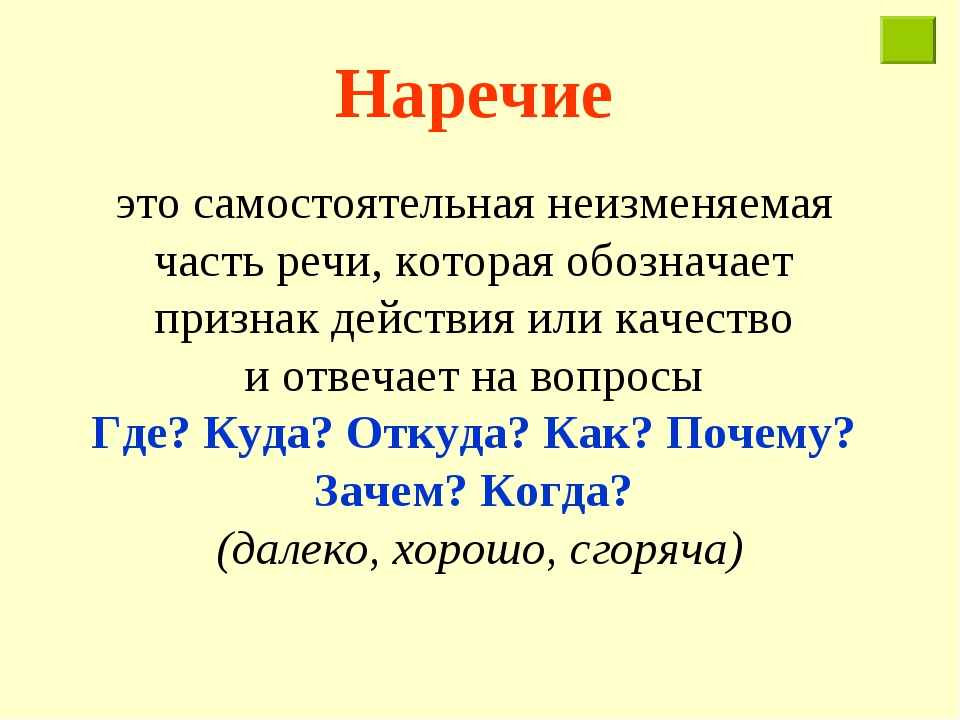 Наречие
это самостоятельная неизменяемая
часть речи, которая обозначает
признак действия или качество
и отвечает на вопросы
Где? Куда? Откуда? Как? Почему?
Зачем? Когда?
(далеко, хорошо, сгоряча)